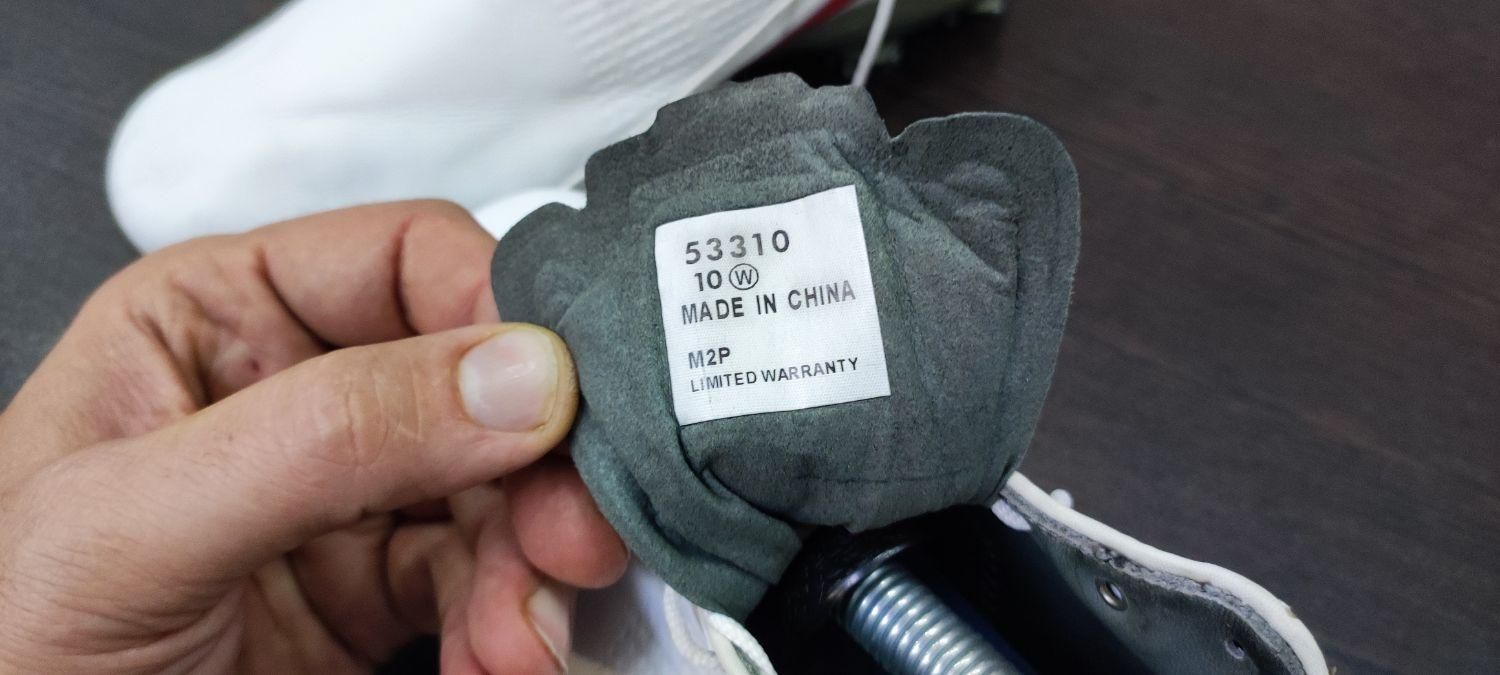 53310
10 Ⓦ
MADE IN CHINA
M2P
LIMITED WARRANTY